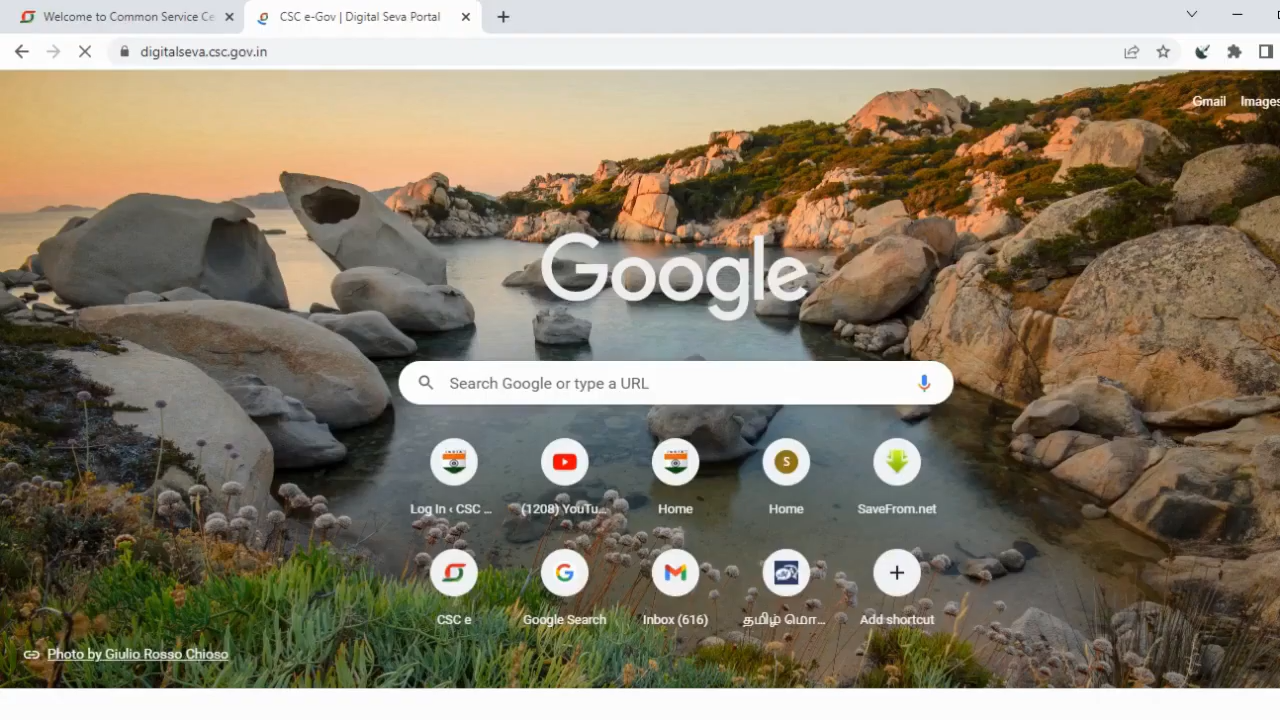 Welcome to Common Service Ce
CSC e-Gov | Digital Seva Portal
digitalseva.csc.gov.in
Gmail Images
Google
Search Google or type a URL
S
Log In ‹ CSC ... (1208) YouTu... Home Home SaveFrom.net
CSC e Google Search Inbox (616) தமிழ் மொ... Add shortcut
Photo by Giulio Rosso Chioso